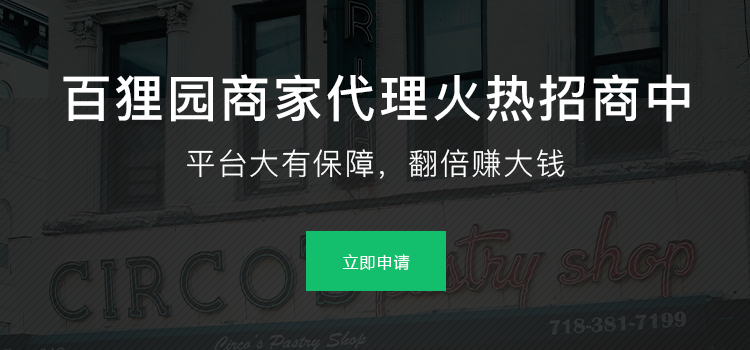 百狸园商家代理火热招商中
平台大有保障，翻倍赚大钱
立即申请
CIRCO'S pastry shop
Circo's Pastry Shop
718-381-7199